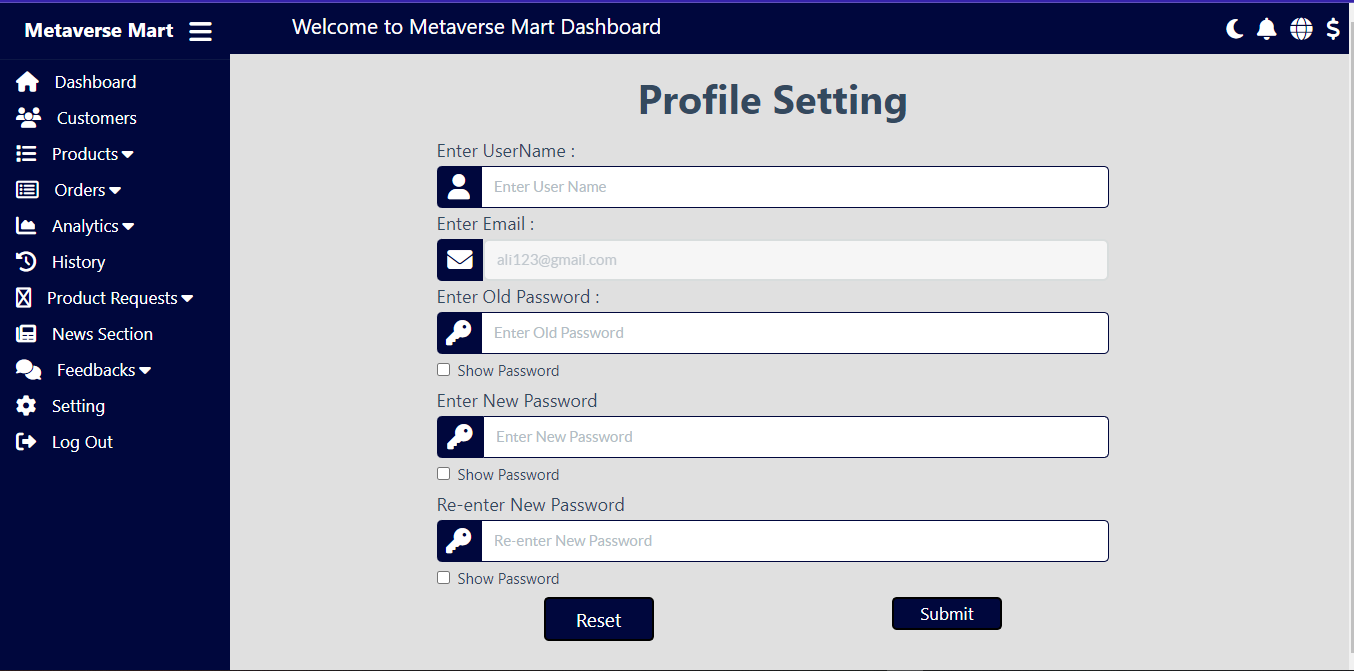 Metaverse Mart
Welcome to Metaverse Mart Dashboard
Dashboard
Customers
Products
Orders
Analytics
History
Product Requests
News Section
Feedbacks
Setting
Log Out
Profile Setting
Enter UserName :
Enter User Name
Enter Email :
ali123@gmail.com
Enter Old Password :
Enter Old Password
Show Password
Enter New Password
Enter New Password
Show Password
Re-enter New Password
Re-enter New Password
Show Password
Reset
Submit